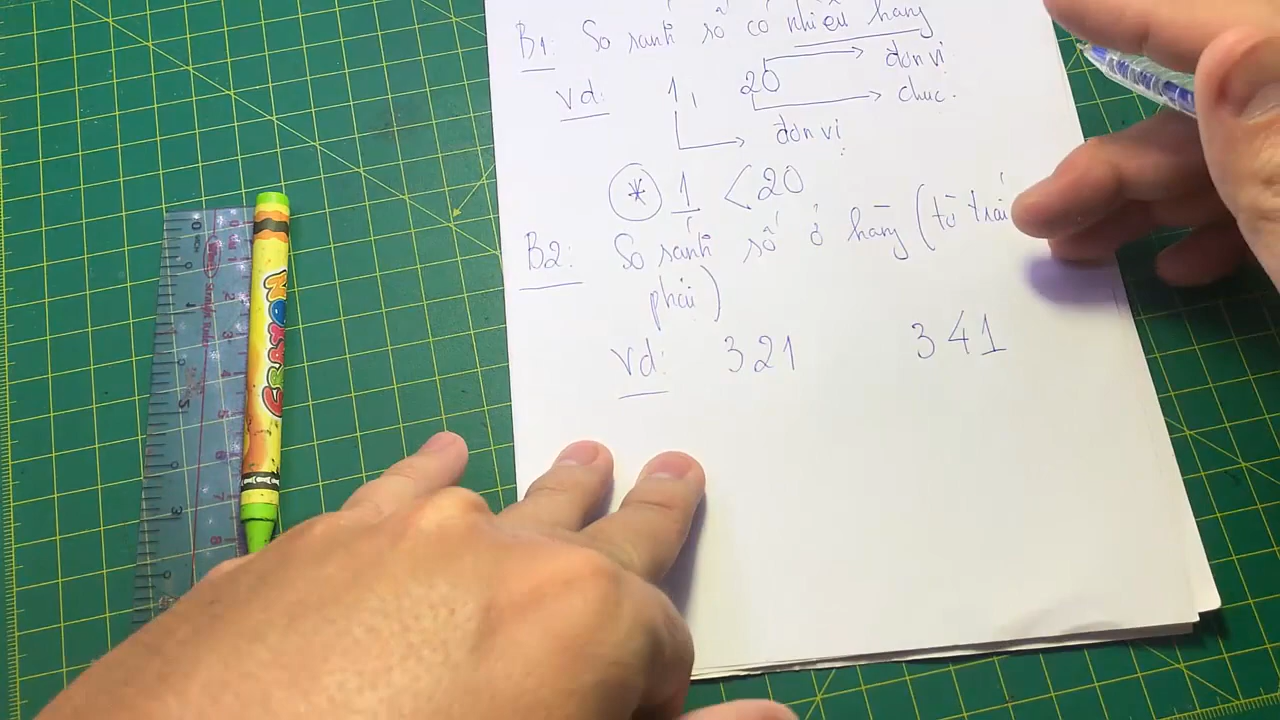 B1: So sánh số có nhiều hàng
vd: 1, 20 đơn vị
chục.
đơn vị
* 1 < 20
B2: So sánh số ở hàng (từ trái
phải)
vd: 321 341